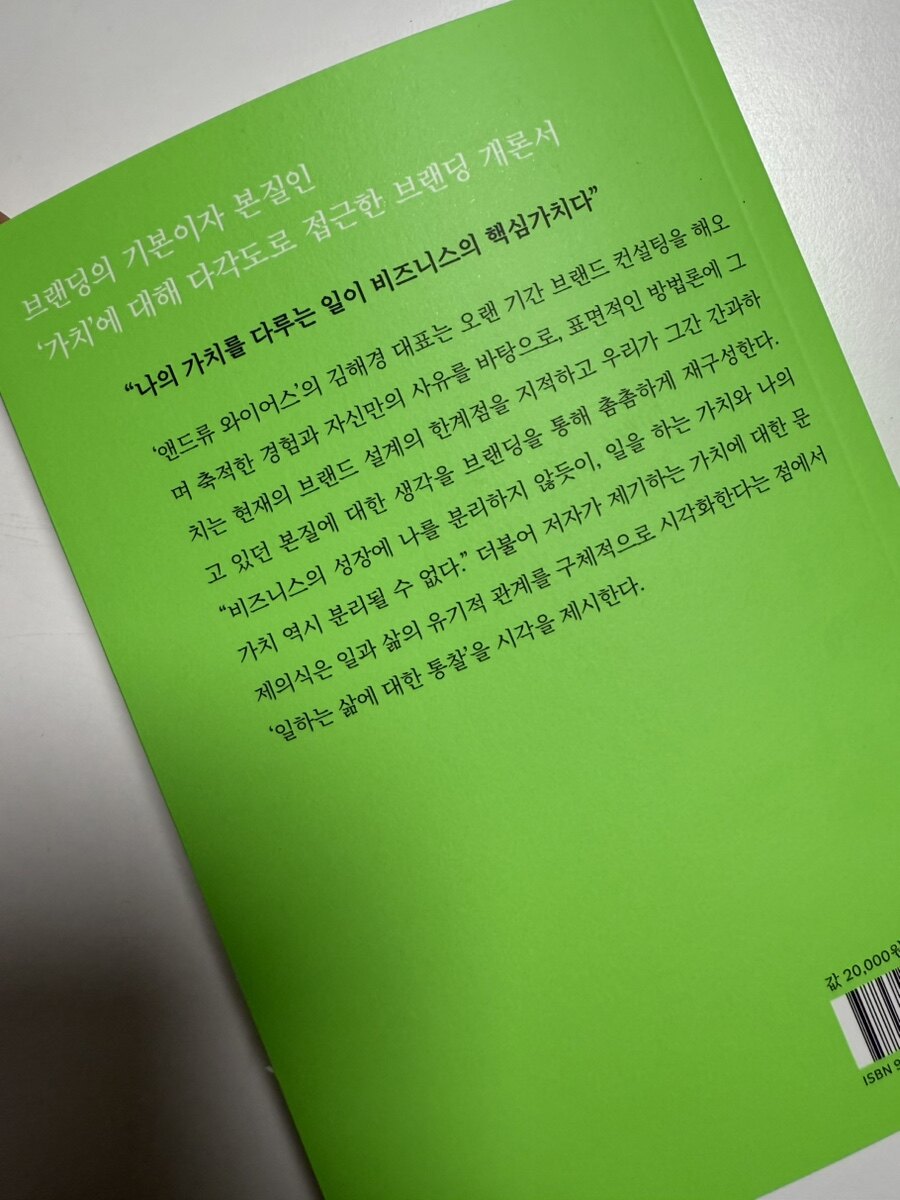 브랜딩의 기본이자 본질인
‘가치’에 대해 다각도로 접근한 브랜딩 개론서
“나의 가치를 다루는 일이 비즈니스의 핵심가치다”
‘앤드류 와이어스’의 김해경 대표는 오랜 기간 브랜드 컨설팅을 해오
며 축적한 경험과 자신만의 사유를 바탕으로, 표면적인 방법론에 그
치는 현재의 브랜드 설계의 한계점을 지적하고 우리가 그간 간과하
고 있던 본질에 대한 생각을 브랜딩을 통해 촘촘하게 재구성한다.
“비즈니스의 성장에 나를 분리하지 않듯이, 일을 하는 가치와 나의
가치 역시 분리될 수 없다.” 더불어 저자가 제기하는 가치에 대한 문
제의식은 일과 삶의 유기적 관계를 구체적으로 시각화한다는 점에서
‘일하는 삶에 대한 통찰’을 시각을 제시한다.
값 20,000원
ISBN 9